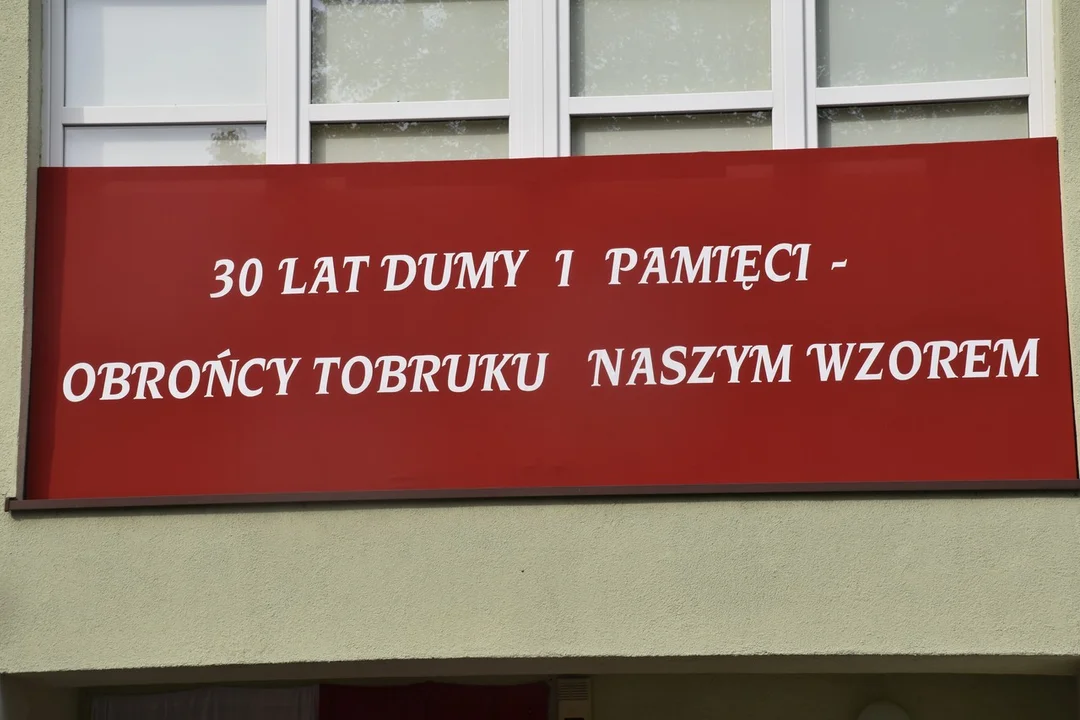 30 LAT DUMY I PAMIĘCI -
OBROŃCY TOBRUKU NASZYM WZOREM